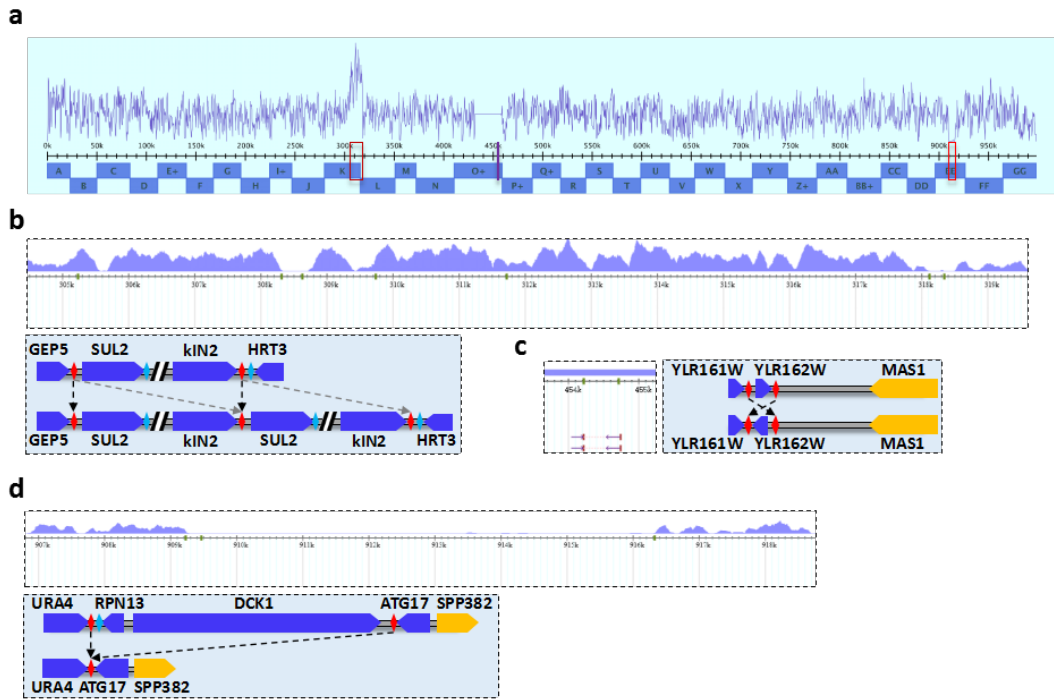 a
0k 50k 100k 150k 200k 250k 300k 350k 400k 450k 500k 550k 600k 650k 700k 750k 800k 850k 900k 950k
A C E+ G I+ K M O+ Q+ S U W Y AA CC EE GG
B D F H J L N P+ R T V X Z+ BB+ DD FF
b
305k 306k 307k 308k 309k 310k 311k 312k 313k 314k 315k 316k 317k 318k 319k
GEP5 SUL2 kIN2 HRT3
GEP5 SUL2 kIN2 SUL2 kIN2 HRT3
c
454k 455k
YLR161W YLR162W MAS1
YLR161W YLR162W MAS1
d
907k 908k 909k 910k 911k 912k 913k 914k 915k 916k 917k 918k
URA4 RPN13 DCK1 ATG17 SPP382
URA4 ATG17 SPP382